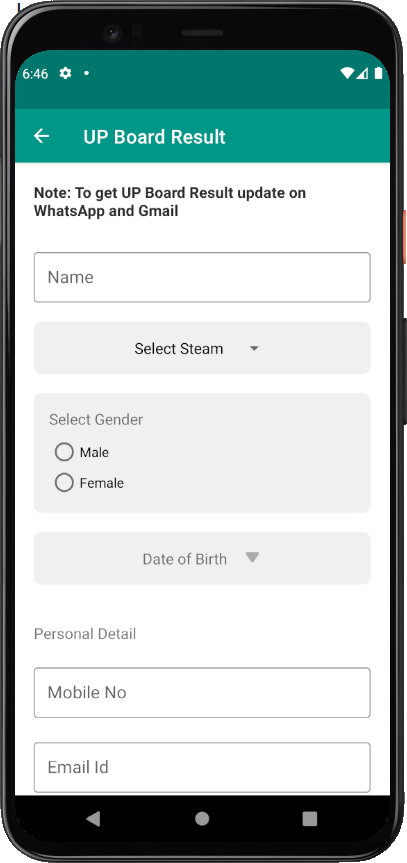 6:46
UP Board Result
Note: To get UP Board Result update on
WhatsApp and Gmail
Name
Select Steam
Select Gender
Male
Female
Date of Birth
Personal Detail
Mobile No
Email Id